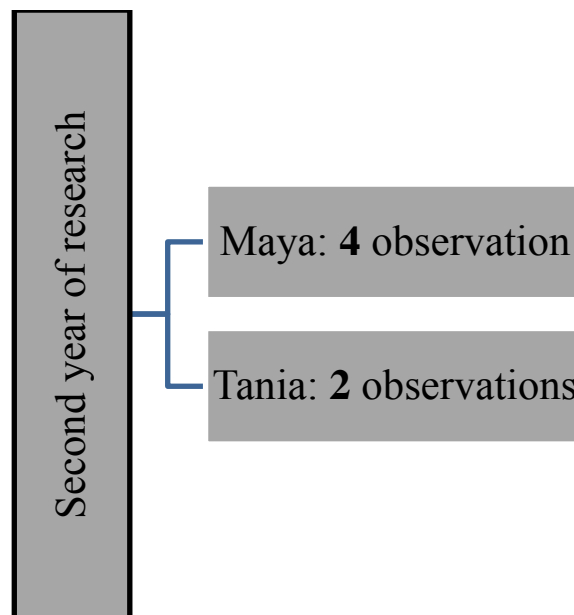 Second year of research
Maya: 4 observation
Tania: 2 observations